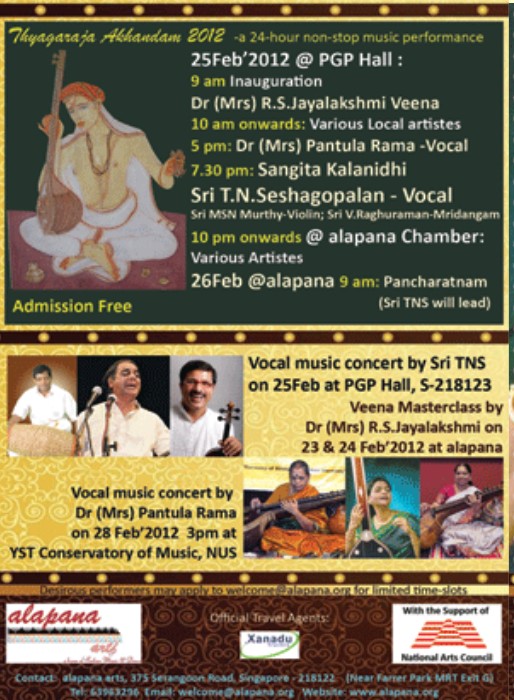 Thyagaraja Akhandam 2012 -a 24-hour non-stop music performance
25Feb'2012 @ PGP Hall :
9 am Inauguration
Dr (Mrs) R.S.Jayalakshmi Veena
10 am onwards: Various Local artistes
5 pm: Dr (Mrs) Pantula Rama -Vocal
7.30 pm: Sangita Kalanidhi
Sri T.N.Seshagopalan - Vocal
Sri MSN Murthy-Violin; Sri V.Raghuraman-Mridangam
10 pm onwards @ alapana Chamber:
Various Artistes
26Feb @alapana 9 am: Pancharatnam
(Sri TNS will lead)
Admission Free
Vocal music concert by Sri TNS
on 25Feb at PGP Hall, S-218123
Veena Masterclass by
Dr (Mrs) R.S.Jayalakshmi on
23 & 24 Feb'2012 at alapana
Vocal music concert by
Dr (Mrs) Pantula Rama
on 28 Feb'2012 3pm at
YST Conservatory of Music, NUS
Desirous performers may apply to welcome@alapana.org for limited time-slots
alapana
arts
Official Travel Agents:
Xanadu
With the Support of
National Arts Council
Contact: alapana arts, 375 Serangoon Road, Singapore - 218122 (Near Farrer Park MRT Exit G)
Tel: 63963296 Email: welcome@alapana.org Website: www.alapana.org